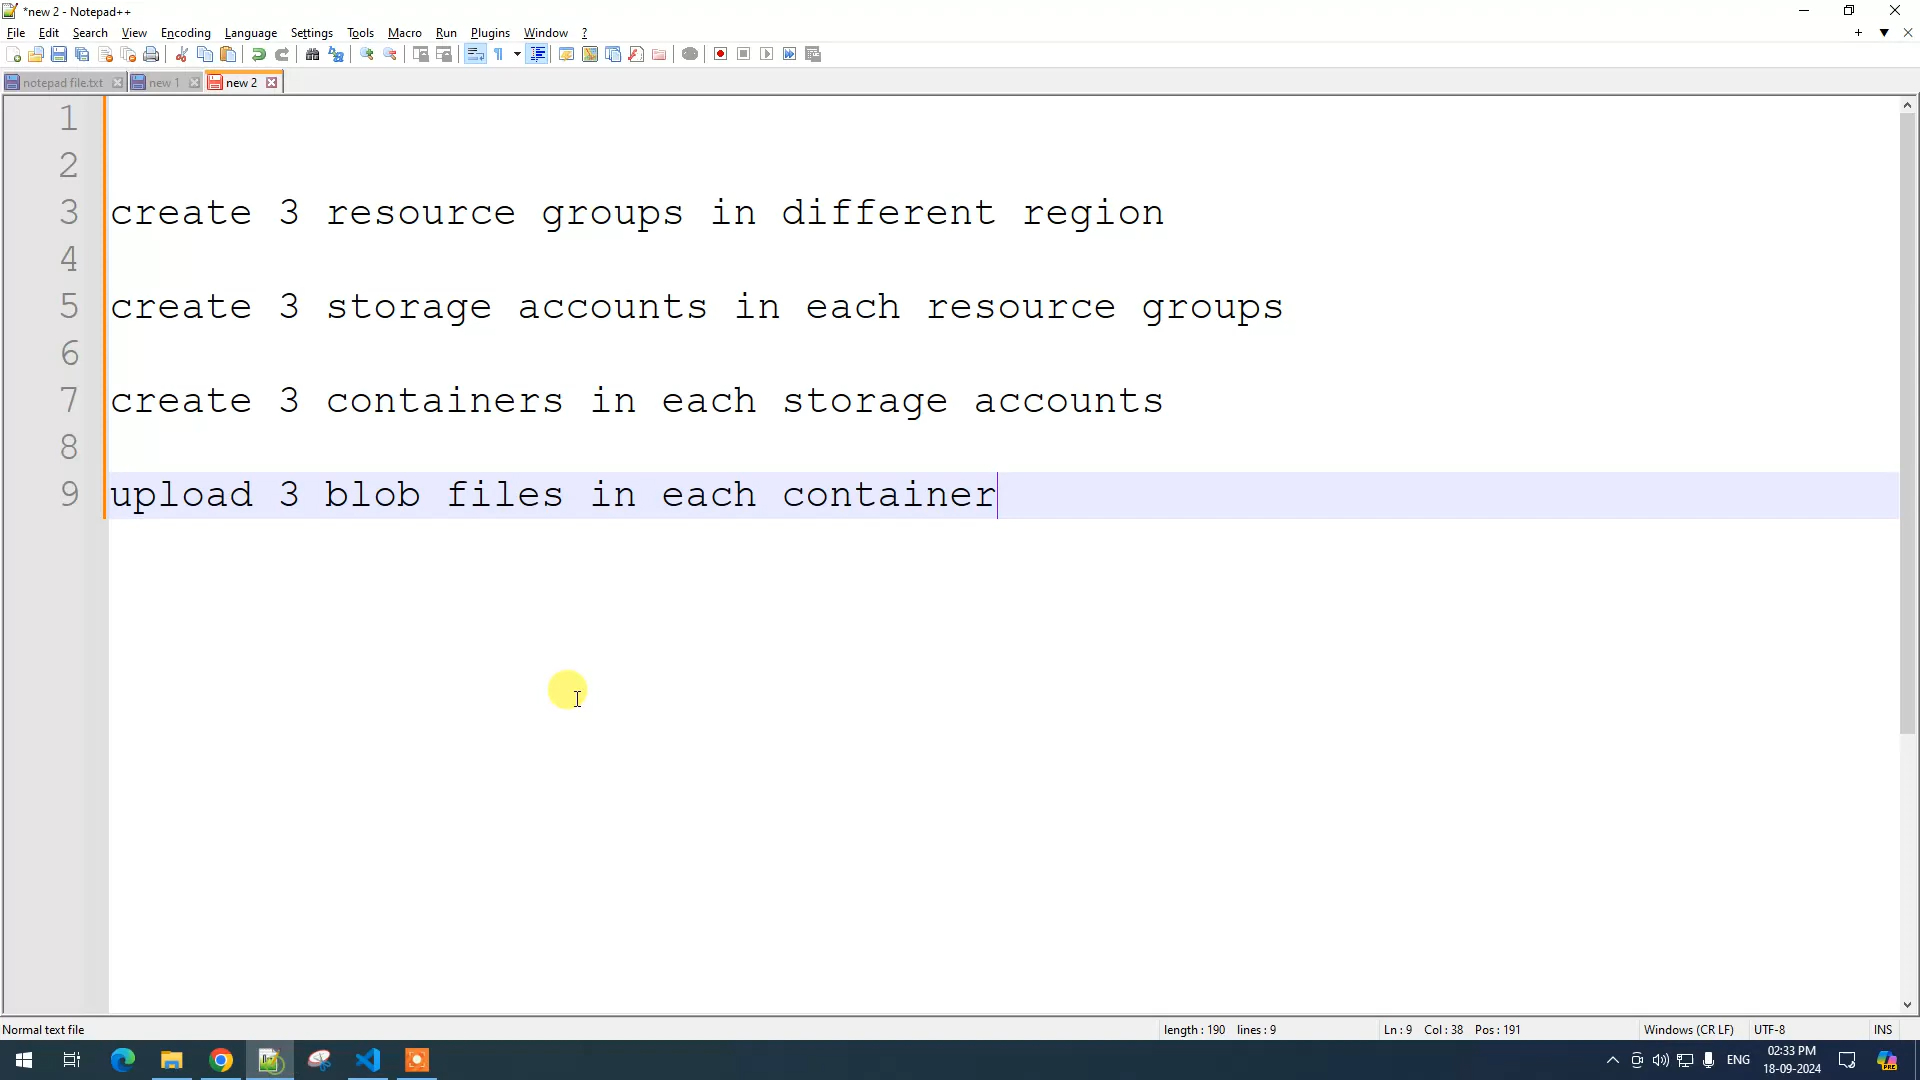 *new 2 - Notepad++
File Edit Search View Encoding Language Settings Tools Macro Run Plugins Window ?
notepad file.txt new 1 new 2
1
2
3 create 3 resource groups in different region
4
5 create 3 storage accounts in each resource groups
6
7 create 3 containers in each storage accounts
8
9 upload 3 blob files in each container
Normal text file length : 190 lines : 9 Ln : 9 Col : 38 Pos : 191 Windows (CR LF) UTF-8 INS
ENG 02:33 PM
18-09-2024